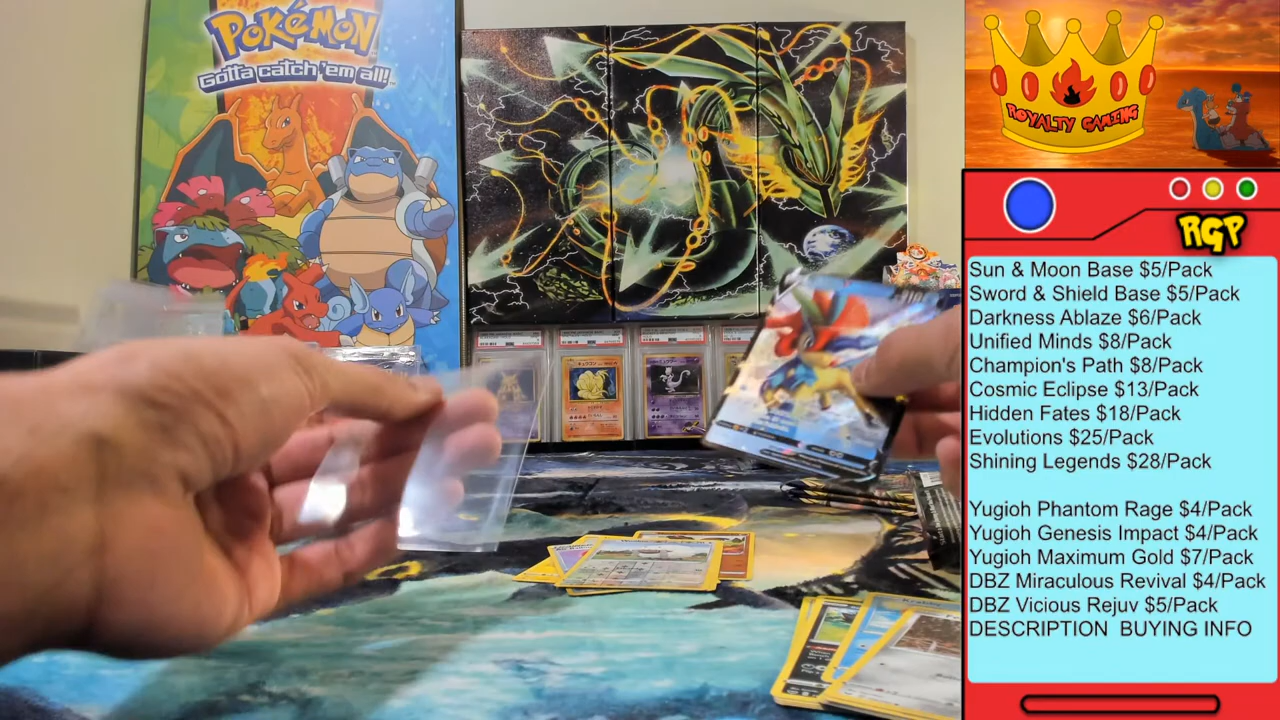 POKéMON
Gotta catch 'em all!
ROYALTY GAMING
RGP
Sun & Moon Base $5/Pack
Sword & Shield Base $5/Pack
Darkness Ablaze $6/Pack
Unified Minds $8/Pack
Champion's Path $8/Pack
Cosmic Eclipse $13/Pack
Hidden Fates $18/Pack
Evolutions $25/Pack
Shining Legends $28/Pack
Yugioh Phantom Rage $4/Pack
Yugioh Genesis Impact $4/Pack
Yugioh Maximum Gold $7/Pack
DBZ Miraculous Revival $4/Pack
DBZ Vicious Rejuv $5/Pack
DESCRIPTION BUYING INFO